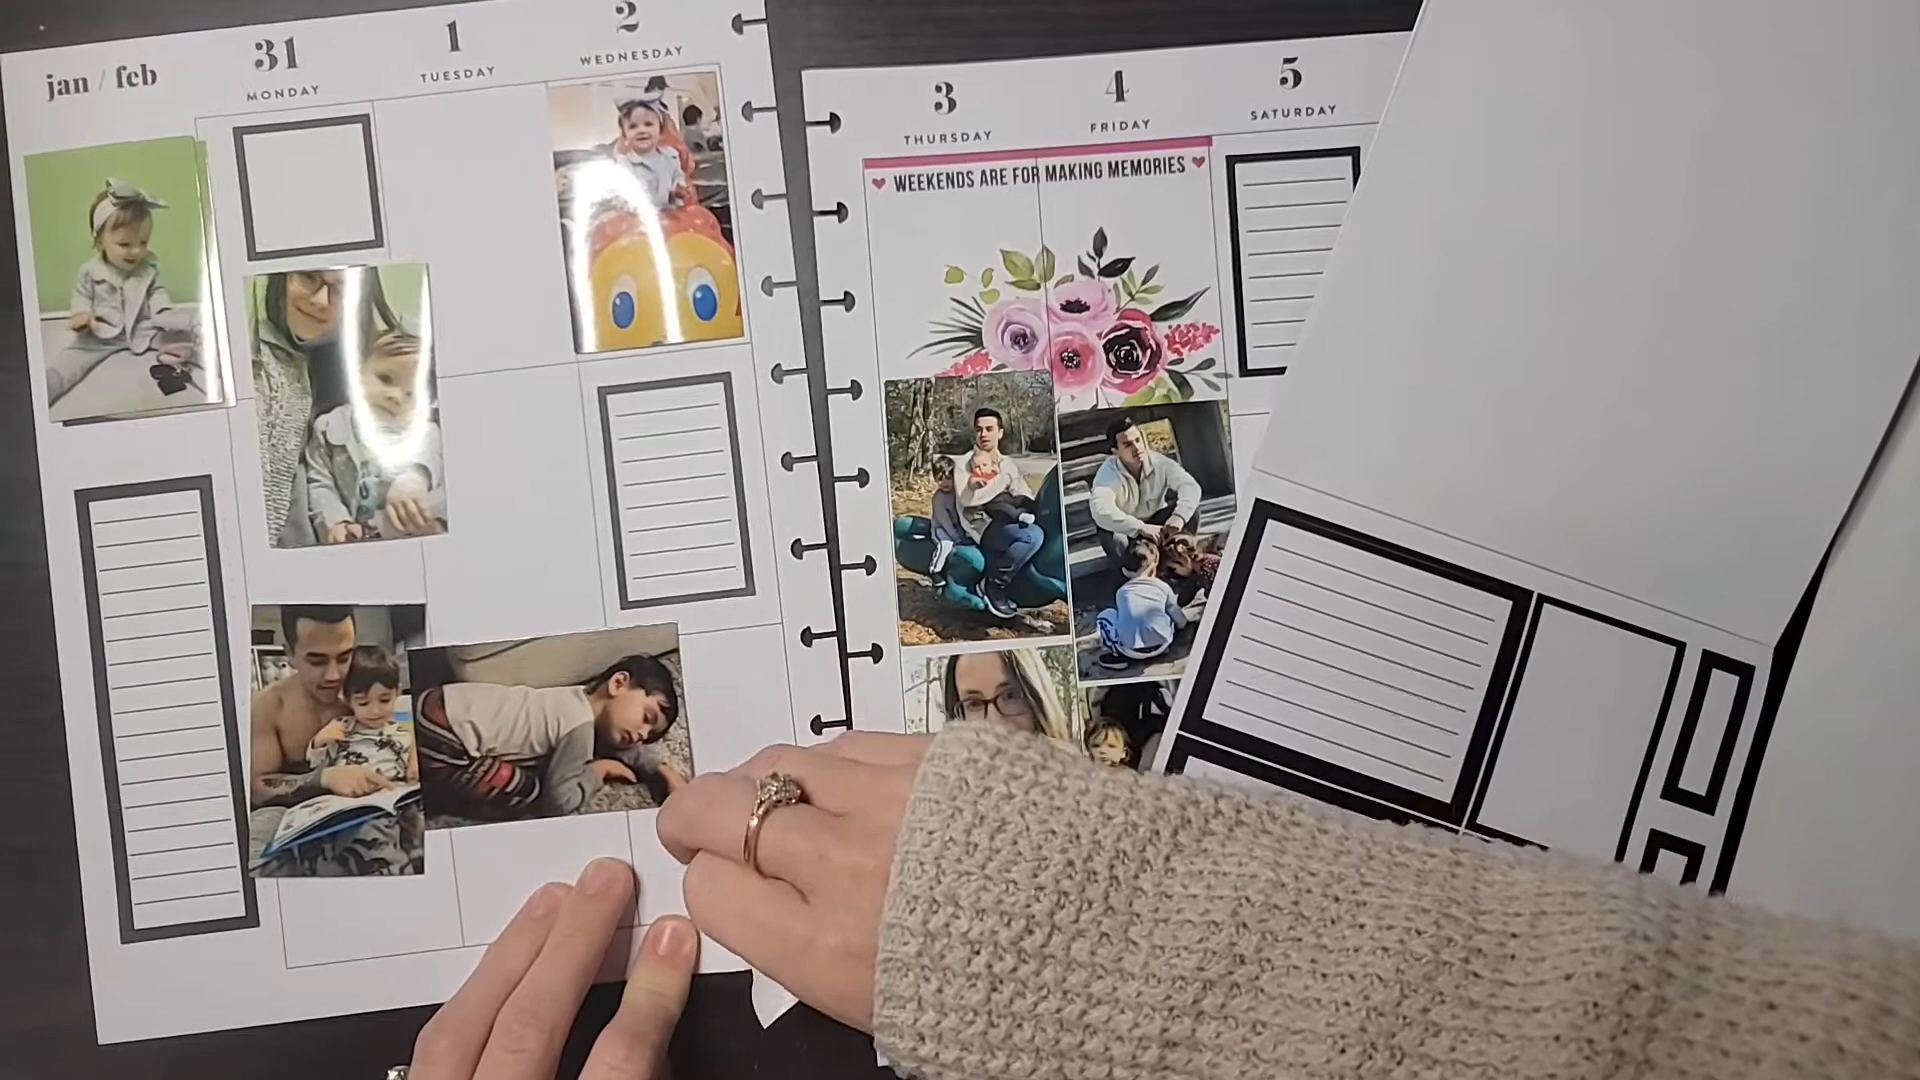 jan / feb
31
MONDAY
1
TUESDAY
2
WEDNESDAY
3
THURSDAY
4
FRIDAY
5
SATURDAY
WEEKENDS ARE FOR MAKING MEMORIES